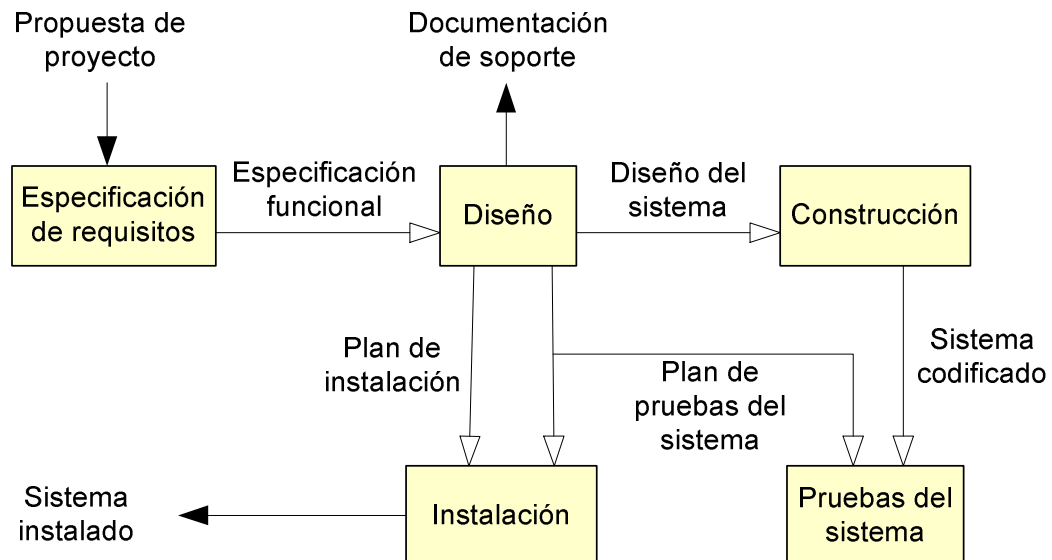 Propuesta de
proyecto
Documentación
de soporte
Especificación
de requisitos
Especificación
funcional
Diseño
Diseño del
sistema
Construcción
Plan de
instalación
Plan de
pruebas del
sistema
Sistema
codificado
Sistema
instalado
Instalación
Pruebas del
sistema